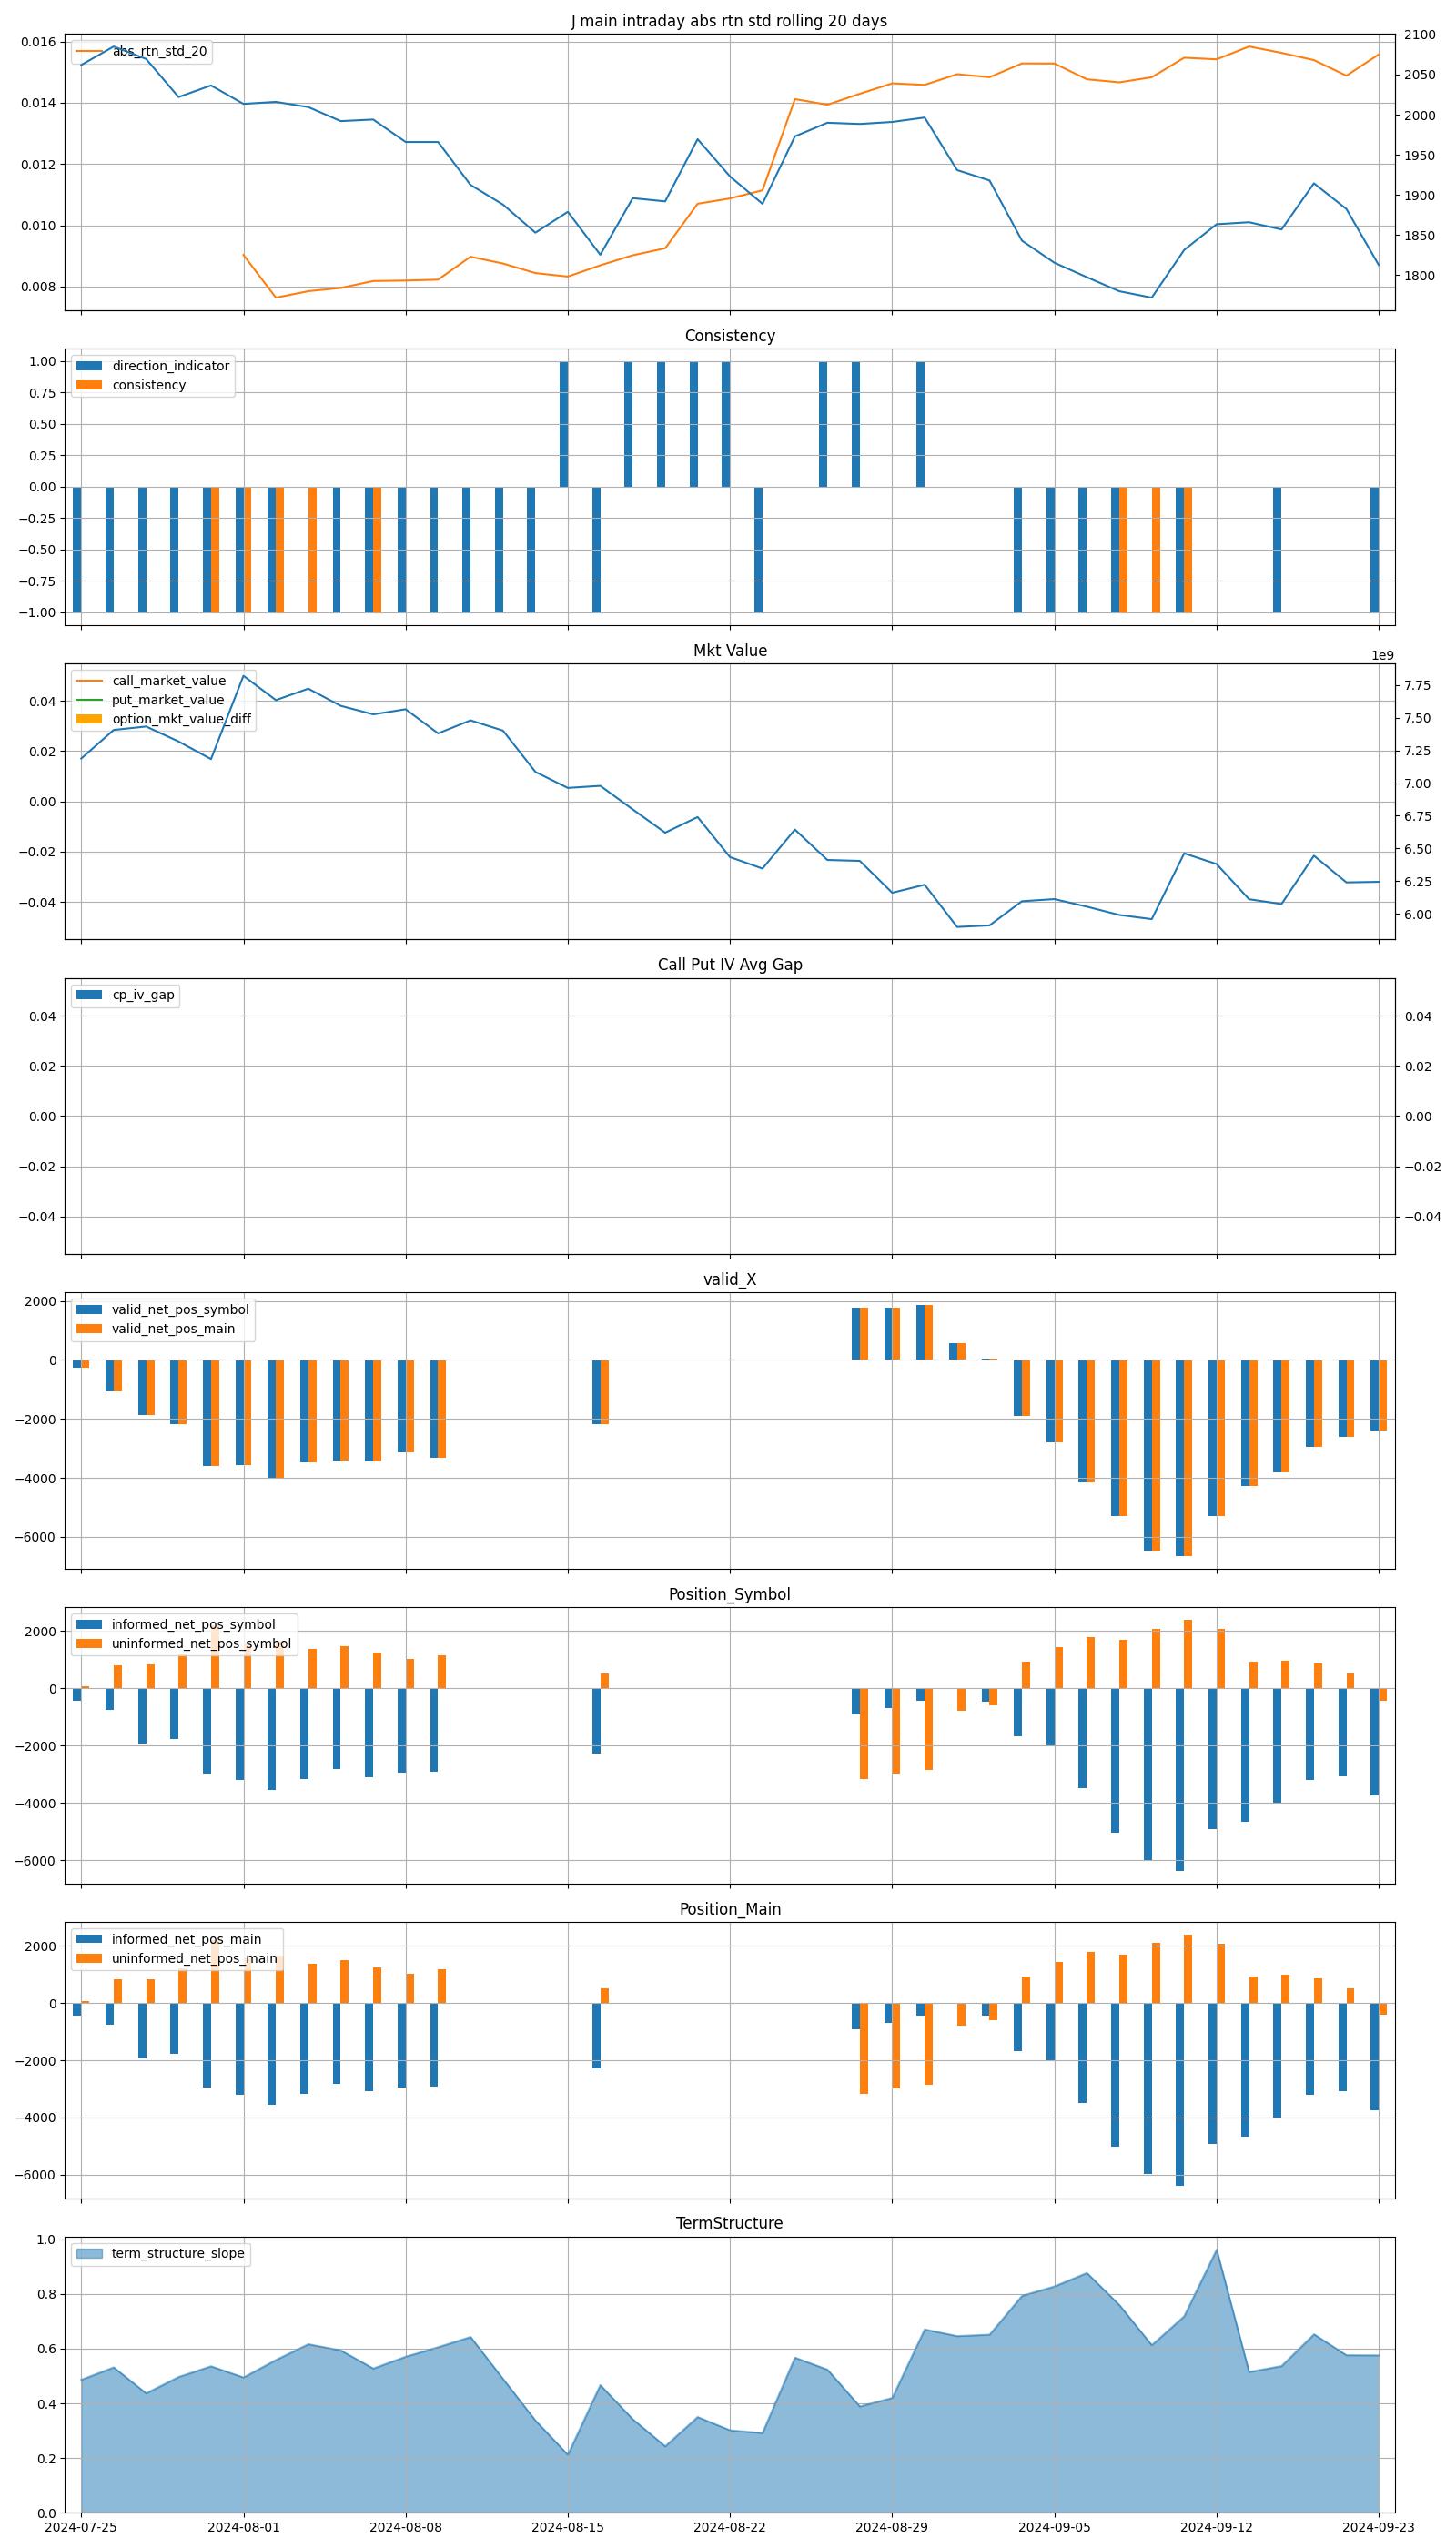 J main intraday abs rtn std rolling 20 days
abs_rtn_std_20
0.016
0.014
0.012
0.010
0.008
2100
2050
2000
1950
1900
1850
1800
Consistency
direction_indicator
consistency
1.00
0.75
0.50
0.25
0.00
−0.25
−0.50
−0.75
−1.00
Mkt Value
1e9
call_market_value
put_market_value
option_mkt_value_diff
0.04
0.02
0.00
−0.02
−0.04
7.75
7.50
7.25
7.00
6.75
6.50
6.25
6.00
Call Put IV Avg Gap
cp_iv_gap
0.04
0.02
0.00
−0.02
−0.04
0.04
0.02
0.00
−0.02
−0.04
valid_X
valid_net_pos_symbol
valid_net_pos_main
2000
0
−2000
−4000
−6000
Position_Symbol
informed_net_pos_symbol
uninformed_net_pos_symbol
2000
0
−2000
−4000
−6000
Position_Main
informed_net_pos_main
uninformed_net_pos_main
2000
0
−2000
−4000
−6000
TermStructure
term_structure_slope
1.0
0.8
0.6
0.4
0.2
0.0
2024-07-25 2024-08-01 2024-08-08 2024-08-15 2024-08-22 2024-08-29 2024-09-05 2024-09-12 2024-09-23